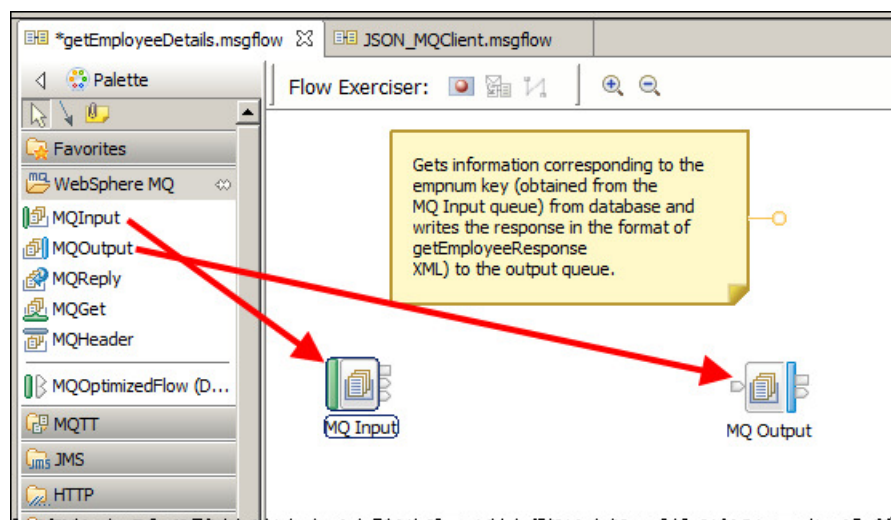 *getEmployeeDetails.msgflow
JSON_MQClient.msgflow
Palette
Flow Exerciser:
Favorites
WebSphere MQ
MQInput
MQOutput
MQReply
MQGet
MQHeader
MQOptimizedFlow (D...
MQTT
JMS
HTTP
Gets information corresponding to the
empnum key (obtained from the
MQ Input queue) from database and
writes the response in the format of
getEmployeeResponse
XML) to the output queue.
MQ Input
MQ Output